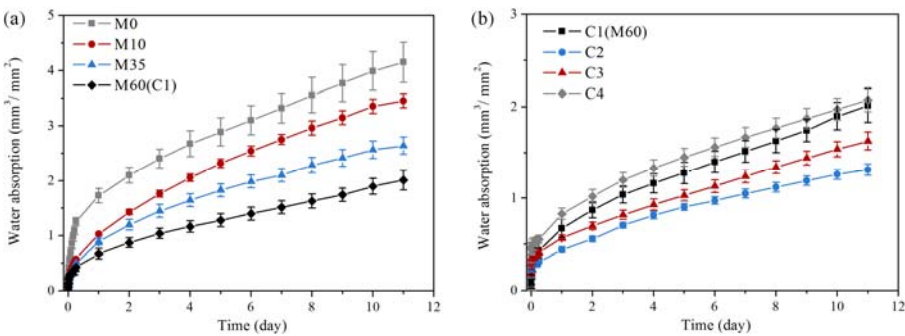 (a)
M0
M10
M35
M60(C1)
Water absorption (mm³/ mm²)
5
4
3
2
1
0
0 2 4 6 8 10 12
Time (day)
(b)
C1(M60)
C2
C3
C4
Water absorption (mm³/ mm²)
3
2
1
0
0 2 4 6 8 10 12
Time (day)